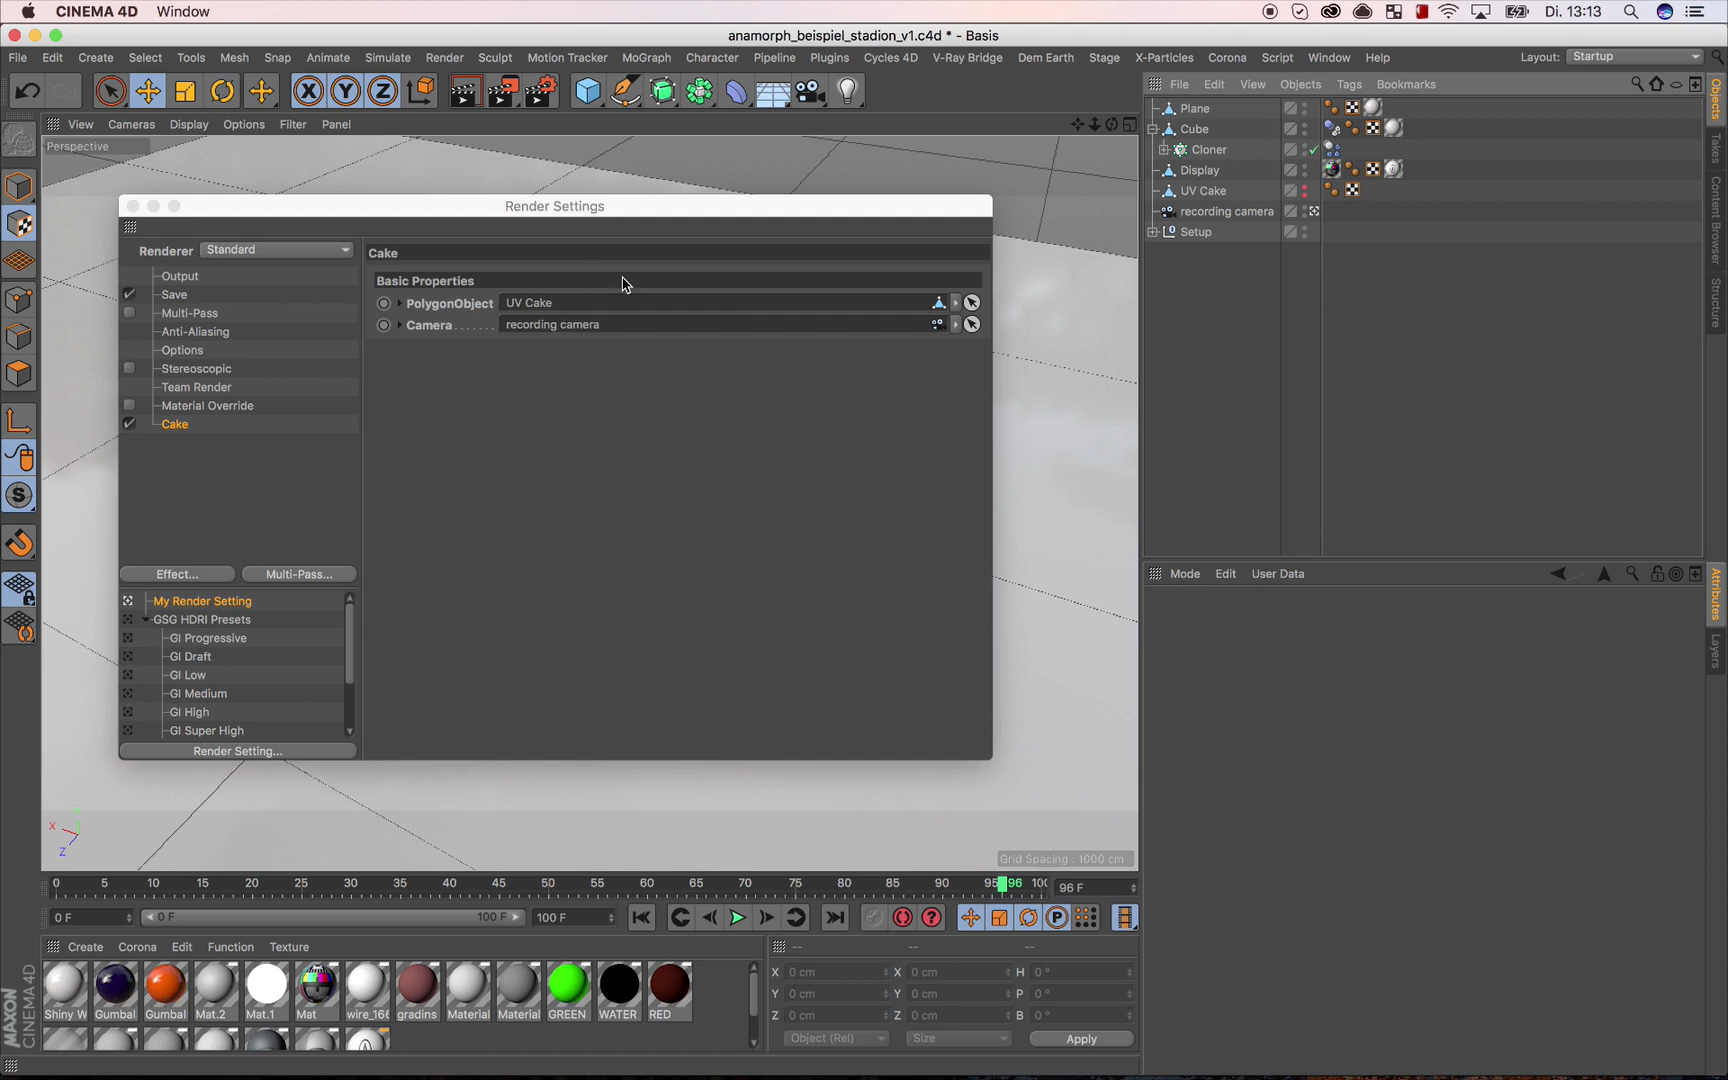 CINEMA 4D Window Di. 13:13
anamorph_beispiel_stadion_v1.c4d * - Basis
File Edit Create Select Tools Mesh Snap Animate Simulate Render Sculpt Motion Tracker MoGraph Character Pipeline Plugins Cycles 4D V-Ray Bridge Dem Earth Stage X-Particles Corona Script Window Help Layout: Startup
X Y Z
View Cameras Display Options Filter Panel
File Edit View Objects Tags Bookmarks
Perspective
Plane
Cube
Cloner
Display
UV Cake
recording camera
Setup
Objects
Takes
Content Browser
Structure
Render Settings
Renderer Standard
Output
Save
Multi-Pass
Anti-Aliasing
Options
Stereoscopic
Team Render
Material Override
Cake
Cake
Basic Properties
PolygonObject UV Cake
Camera recording camera
Effect... Multi-Pass...
My Render Setting
GSG HDRI Presets
GI Progressive
GI Draft
GI Low
GI Medium
GI High
GI Super High
Render Setting...
Mode Edit User Data
Attributes
Layers
X
Z
Grid Spacing : 1000 cm
0 5 10 15 20 25 30 35 40 45 50 55 60 65 70 75 80 85 90 95 96 100 96 F
0 F 0 F 100 F 100 F
Create Corona Edit Function Texture
Shiny W Gumbal Gumbal Mat.2 Mat.1 Mat wire_166 gradins Material Material GREEN WATER RED
-- -- --
X 0 cm X 0 cm H 0 °
Y 0 cm Y 0 cm P 0 °
Z 0 cm Z 0 cm B 0 °
Object (Rel) Size Apply
MAXON
CINEMA 4D